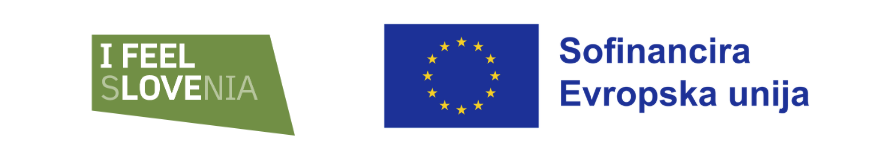 I FEEL
SLOVENIA
Sofinancira
Evropska unija